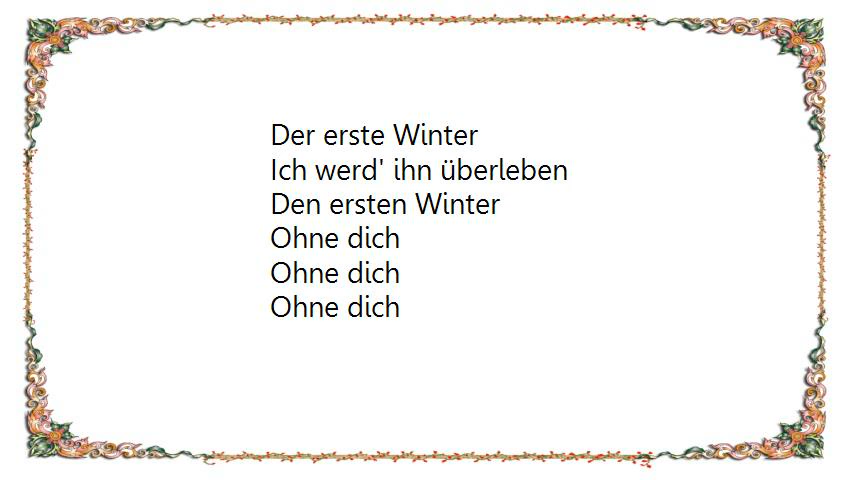 Der erste Winter
Ich werd' ihn überleben
Den ersten Winter
Ohne dich
Ohne dich
Ohne dich